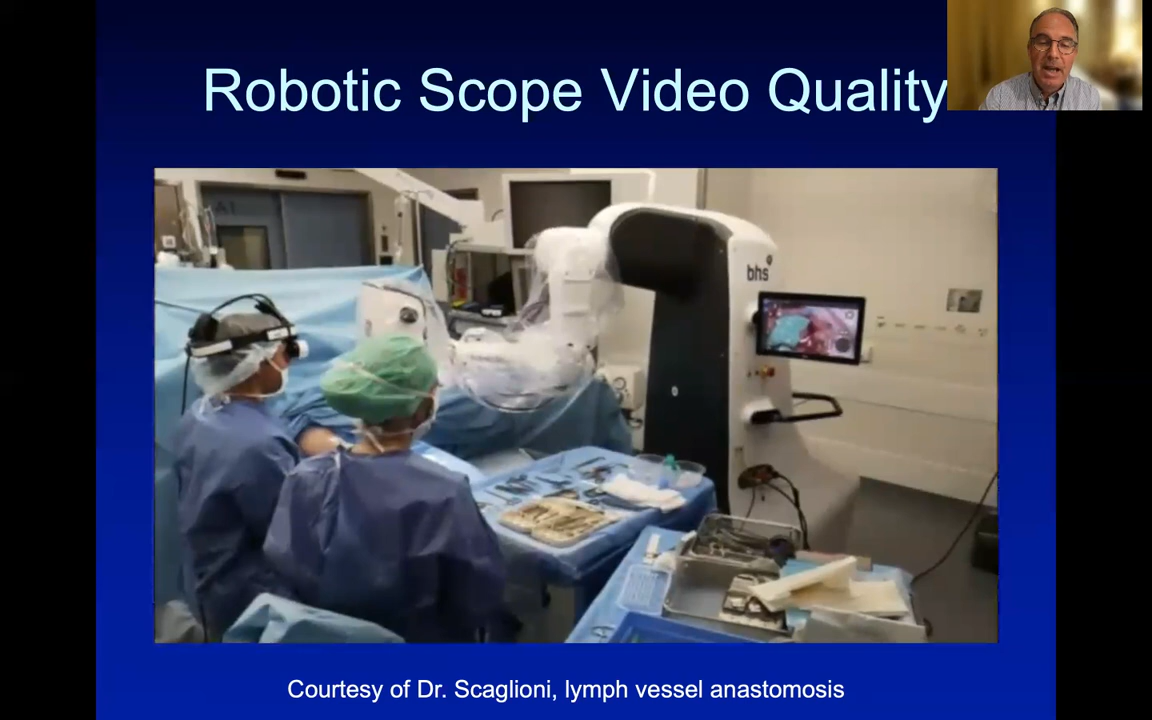 Robotic Scope Video Quality
bhs
Courtesy of Dr. Scaglioni, lymph vessel anastomosis